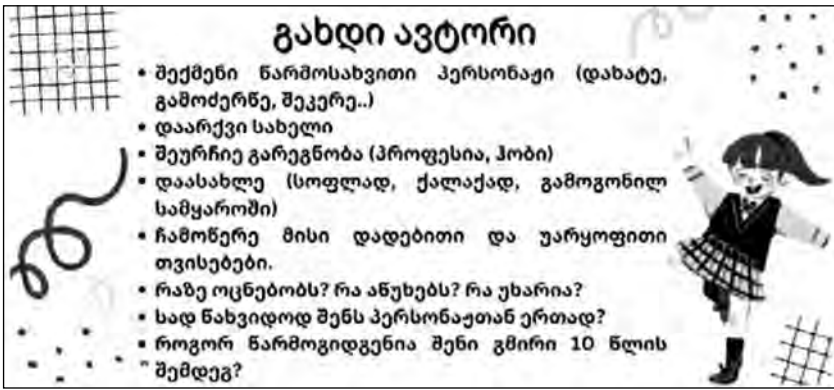 გახდი ავტორი
• შექმენი წარმოსახვითი პერსონაჟი (დახატე,
გამოძერწე, შეკერე..)
• დაარქვი სახელი
• შეურჩიე გარეგნობა (პროფესია, ჰობი)
• დაასახლე (სოფლად, ქალაქად, გამოგონილ
სამყაროში)
• ჩამოწერე მისი დადებითი და უარყოფითი
თვისებები.
• რაზე ოცნებობს? რა აწუხებს? რა უხარია?
• სად წახვიდოდ შენს პერსონაჟთან ერთად?
• როგორ წარმოგიდგენია შენი გმირი 10 წლის
შემდეგ?